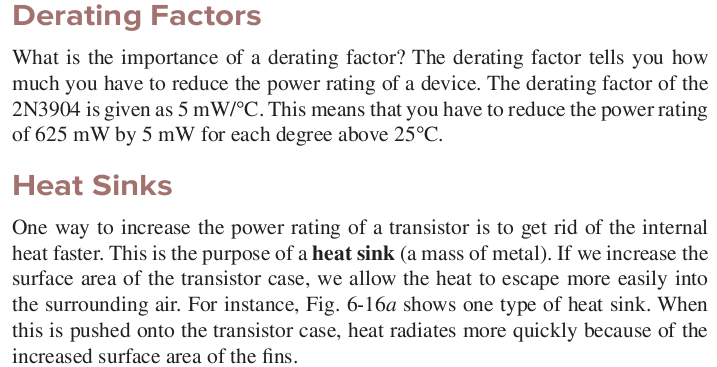 Derating Factors
What is the importance of a derating factor? The derating factor tells you how
much you have to reduce the power rating of a device. The derating factor of the
2N3904 is given as 5 mW/°C. This means that you have to reduce the power rating
of 625 mW by 5 mW for each degree above 25°C.
Heat Sinks
One way to increase the power rating of a transistor is to get rid of the internal
heat faster. This is the purpose of a heat sink (a mass of metal). If we increase the
surface area of the transistor case, we allow the heat to escape more easily into
the surrounding air. For instance, Fig. 6-16a shows one type of heat sink. When
this is pushed onto the transistor case, heat radiates more quickly because of the
increased surface area of the fins.